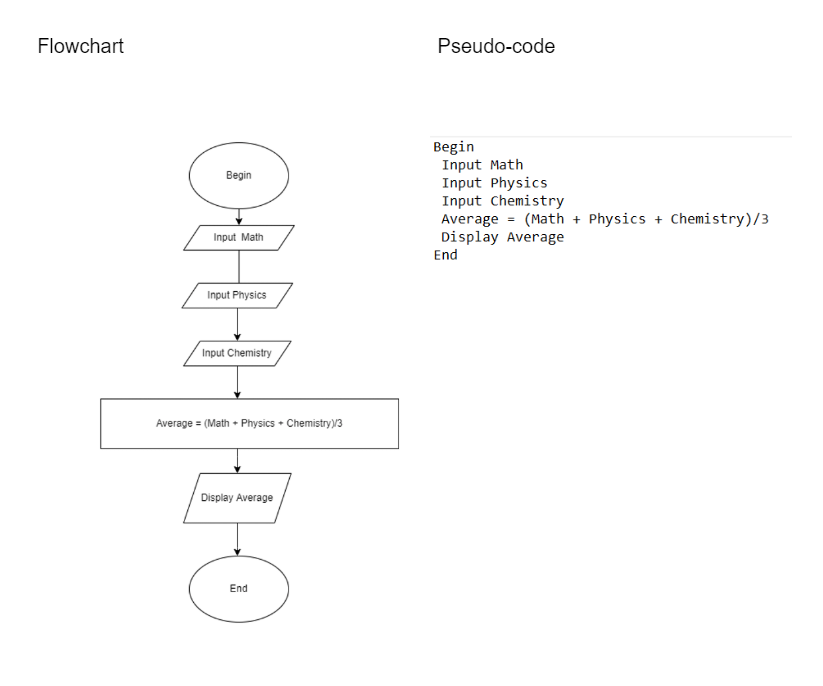 Flowchart
Pseudo-code
Begin
Input Math
Input Physics
Input Chemistry
Average = (Math + Physics + Chemistry)/3
Display Average
End
Begin
Input Math
Input Physics
Input Chemistry
Average = (Math + Physics + Chemistry)/3
Display Average
End